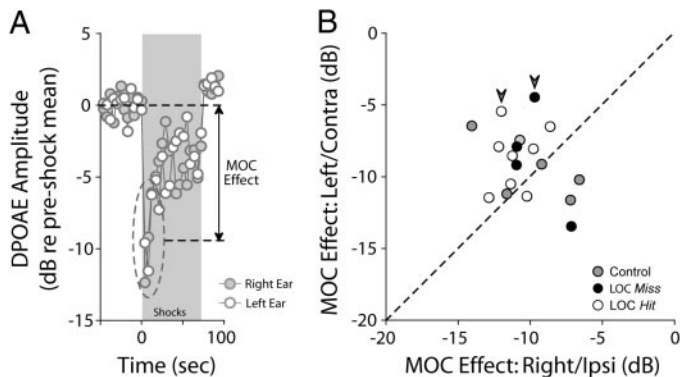 A
DPOAE Amplitude
(dB re pre-shock mean)
5
0
-5
-10
-15
MOC
Effect
Right Ear
Left Ear
Shocks
0
100
Time (sec)
B
MOC Effect: Left/Contra (dB)
0
-5
-10
-15
-20
Control
LOC Miss
LOC Hit
-20
-15
-10
-5
0
MOC Effect: Right/Ipsi (dB)